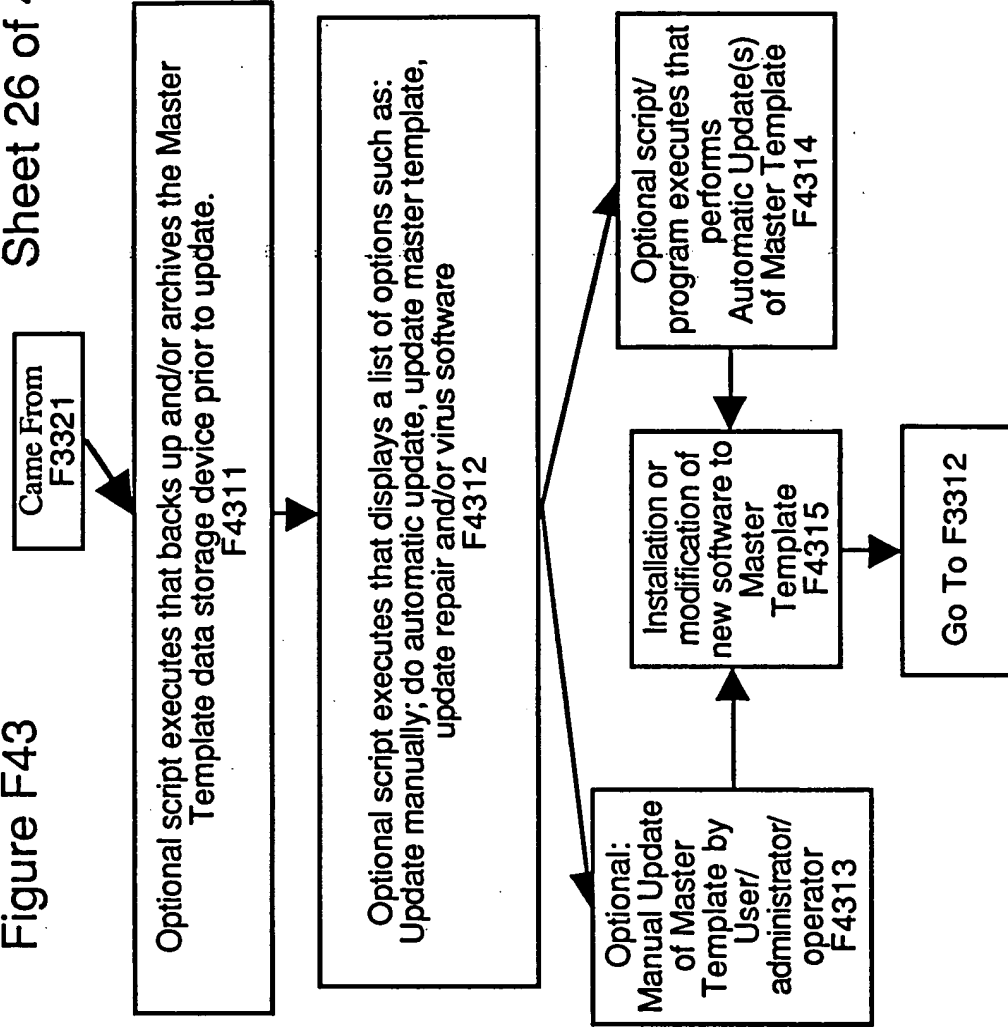 Figure F43
Sheet 26 of
Came From
F3321
Optional script executes that backs up and/or archives the Master
Template data storage device prior to update.
F4311
Optional script executes that displays a list of options such as:
Update manually; do automatic update, update master template,
update repair and/or virus software
F4312
Optional:
Manual Update
of Master
Template by
User/
administrator/
operator
F4313
Installation or
modification of
new software to
Master
Template
F4315
Optional script/
program executes that
performs
Automatic Update(s)
of Master Template
F4314
Go To F3312